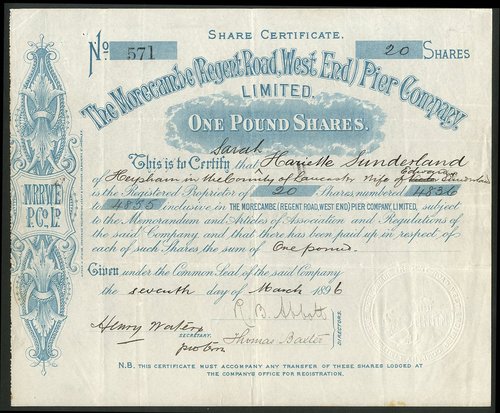 SHARE CERTIFICATE.
No. 571
20 SHARES
The Morecambe (Regent Road, West End) Pier Company,
LIMITED.
ONE POUND SHARES.
Sarah
This is to Certify that Hariette Sunderland
Edward
of Heysham in the County of Lancaster Wife of Sunderland
is the Registered Proprietor of 20 Shares, numbered 4836
to 4855 inclusive in THE MORECAMBE (REGENT ROAD, WEST END) PIER COMPANY, LIMITED, subject
to the Memorandum and Articles of Association and Regulations of
the said Company, and that there has been paid up in respect of
each of such Shares, the sum of One pound.
Given under the Common Seal of the said Company
the seventh day of March 1896
R. B. Abbott
Henry Waters
SECRETARY.
pro tem
Thomas Baxter
DIRECTORS.
N.B. THIS CERTIFICATE MUST ACCOMPANY ANY TRANSFER OF THESE SHARES LODGED AT
THE COMPANYS OFFICE FOR REGISTRATION.
M.R.R.W.E.
P. Co. Ld.